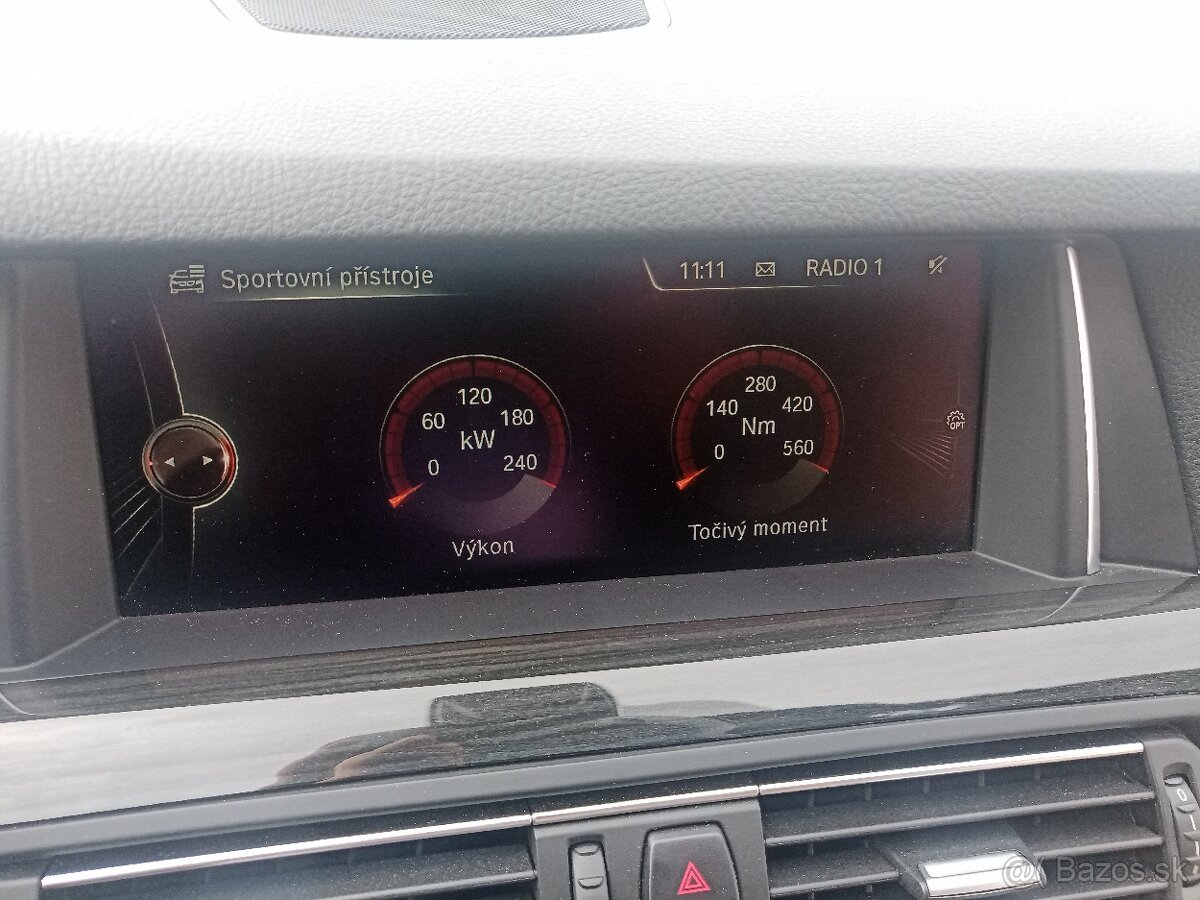 Sportovní přístroje
11:11 RADIO 1
OPT
0
60
120
180
240
kW
Výkon
0
140
280
420
560
Nm
Točivý moment
0
Bazos.sk